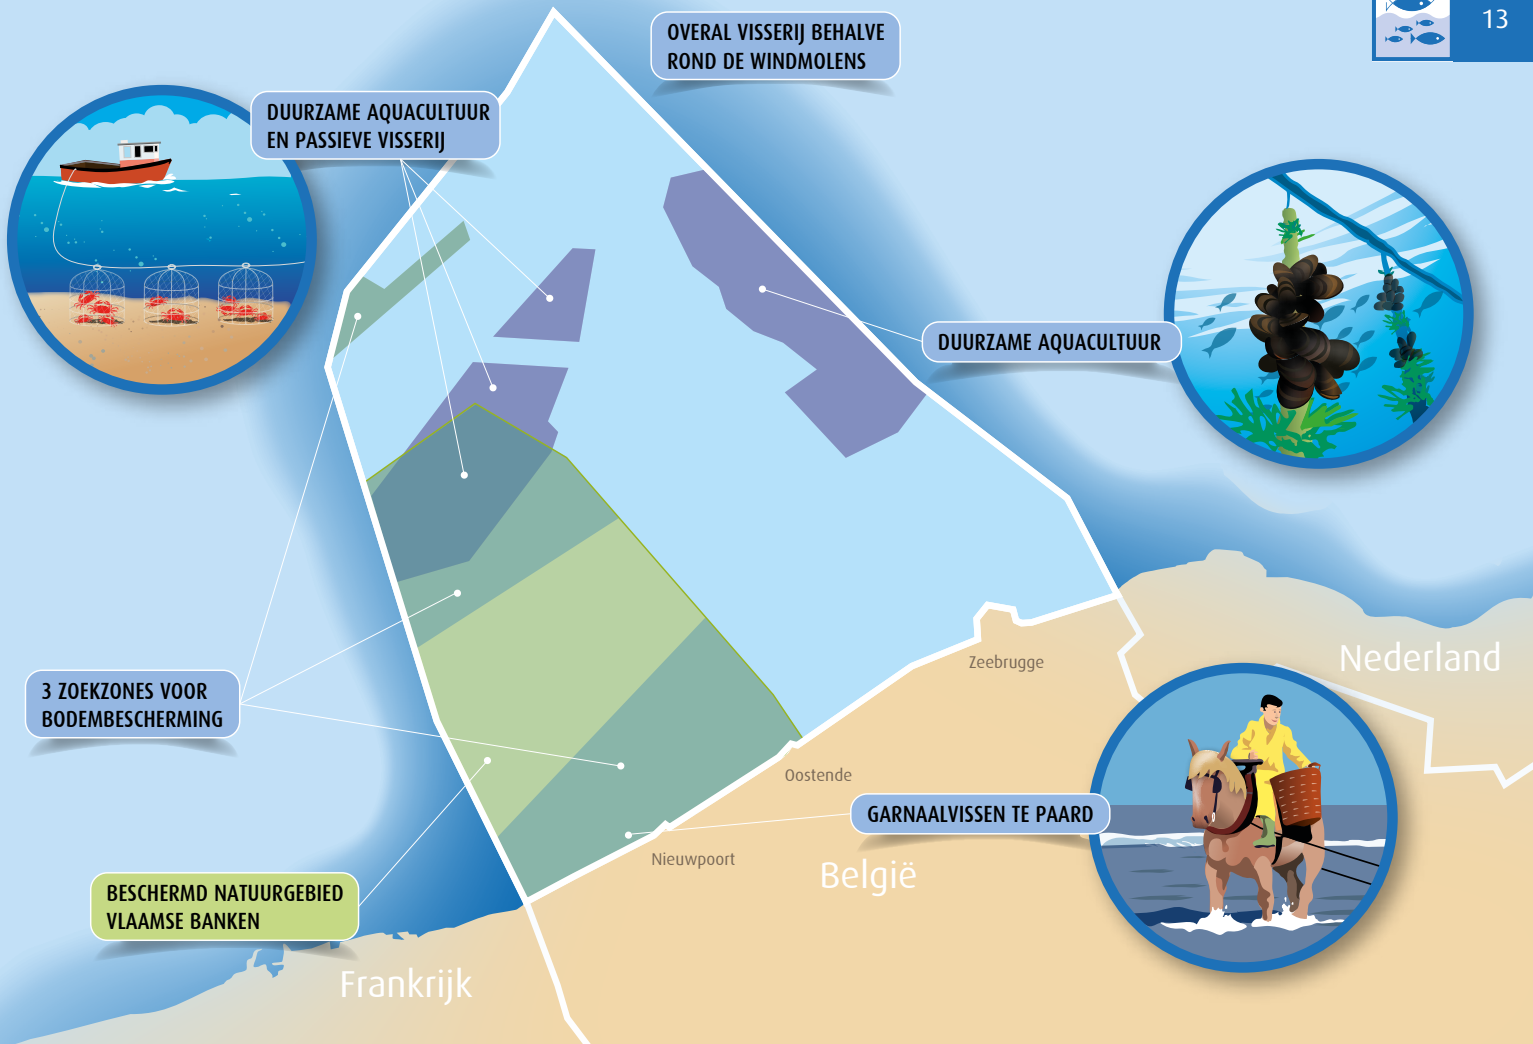 13
OVERAL VISSERIJ BEHALVE
ROND DE WINDMOLENS
DUURZAME AQUACULTUUR
EN PASSIEVE VISSERIJ
DUURZAME AQUACULTUUR
Zeebrugge
Nederland
3 ZOEKZONES VOOR
BODEMBESCHERMING
Oostende
GARNAALVISSEN TE PAARD
Nieuwpoort
België
BESCHERMD NATUURGEBIED
VLAAMSE BANKEN
Frankrijk